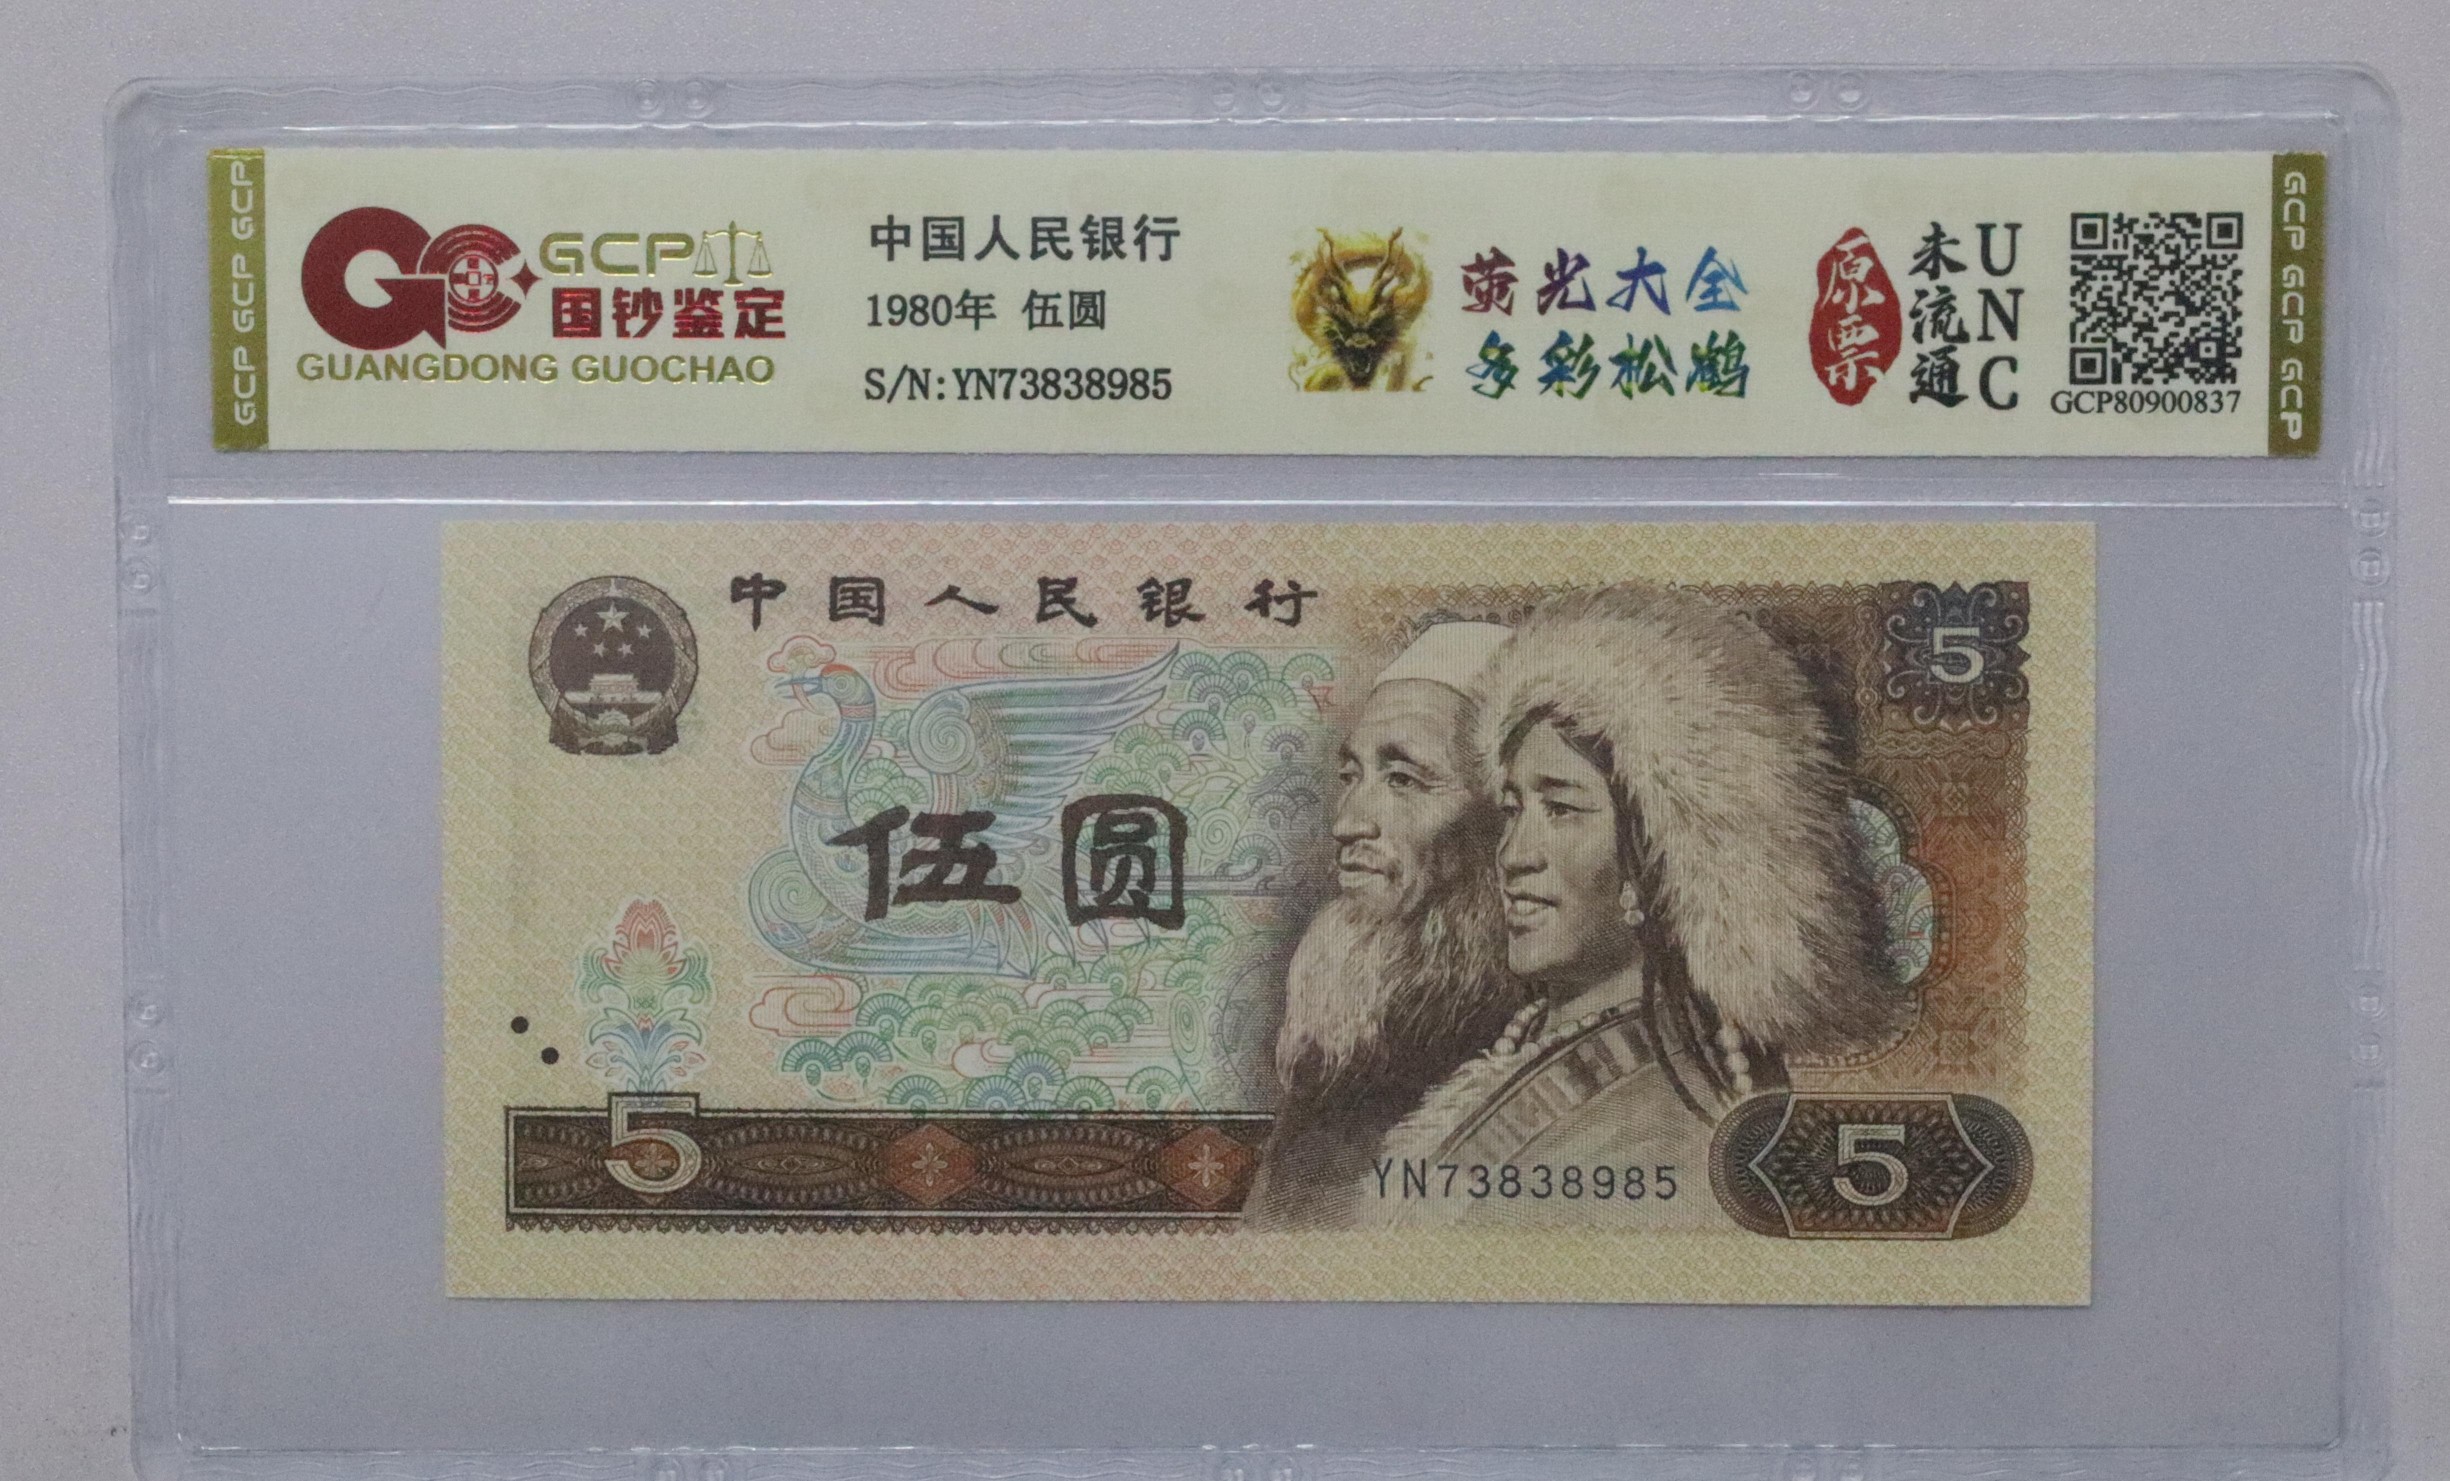 GCP GCP GCP
GCP
国钞鉴定
GUANGDONG GUOCHAO
中国人民银行
1980年 伍圆
S/N:YN73838985
荧光大全
多彩松鹤
原票
未流通
UNC
GCP80900837
GCP GCP GCP
中国人民银行
5
伍圆
5
YN73838985
5